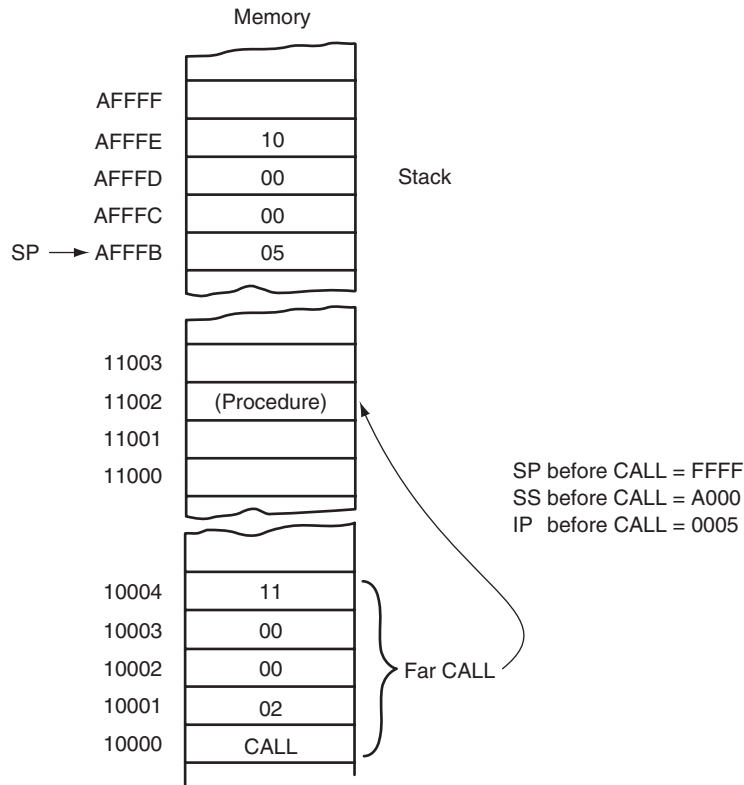 Memory
AFFFF
AFFFE 10
AFFFD 00
Stack
AFFFC 00
SP AFFFB 05
11003
11002 (Procedure)
11001
11000
SP before CALL = FFFF
SS before CALL = A000
IP before CALL = 0005
10004 11
10003 00
10002 00
Far CALL
10001 02
10000 CALL